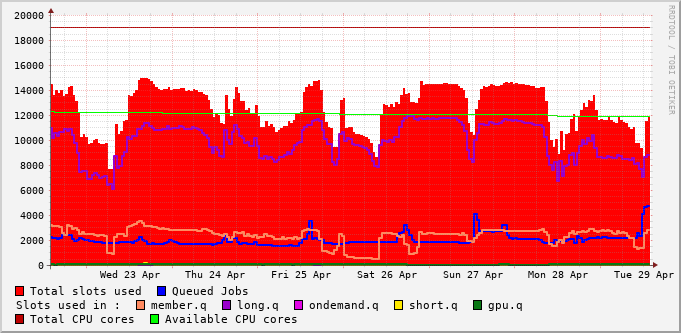 RRDTOOL / TOBI OETIKER
20000
18000
16000
14000
12000
10000
8000
6000
4000
2000
0
Wed 23 Apr Thu 24 Apr Fri 25 Apr Sat 26 Apr Sun 27 Apr Mon 28 Apr Tue 29 Apr
Total slots used Queued Jobs
Slots used in : member.q long.q ondemand.q short.q gpu.q
Total CPU cores Available CPU cores